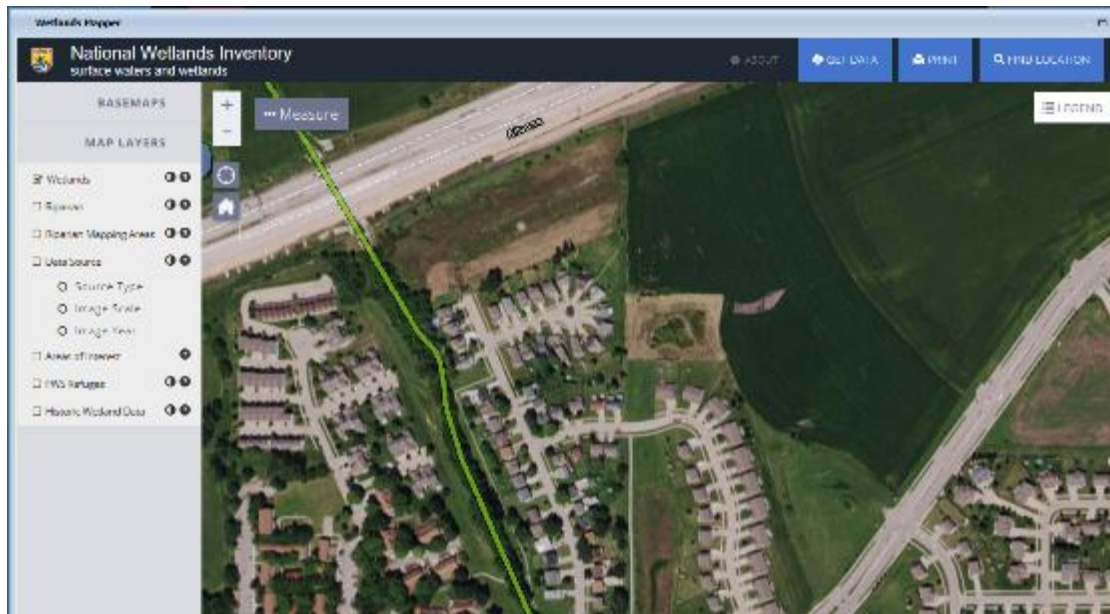 Wetlands Mapper
National Wetlands Inventory
surface waters and wetlands
ABOUT
GET DATA
PRINT
FIND LOCATION
BASEMAPS
MAP LAYERS
Wetlands
Riparian
Riparian Mapping Areas
Data Source
Source Type
Image Scale
Image Year
Areas of Interest
FWS Refuges
Historic Wetland Data
+
−
Measure
LEGEND